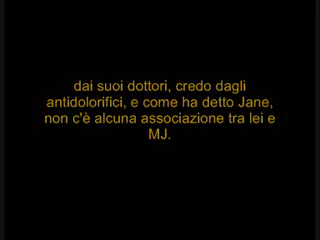 dai suoi dottori, credo dagli
antidolorifici, e come ha detto Jane,
non c'è alcuna associazione tra lei e
MJ.